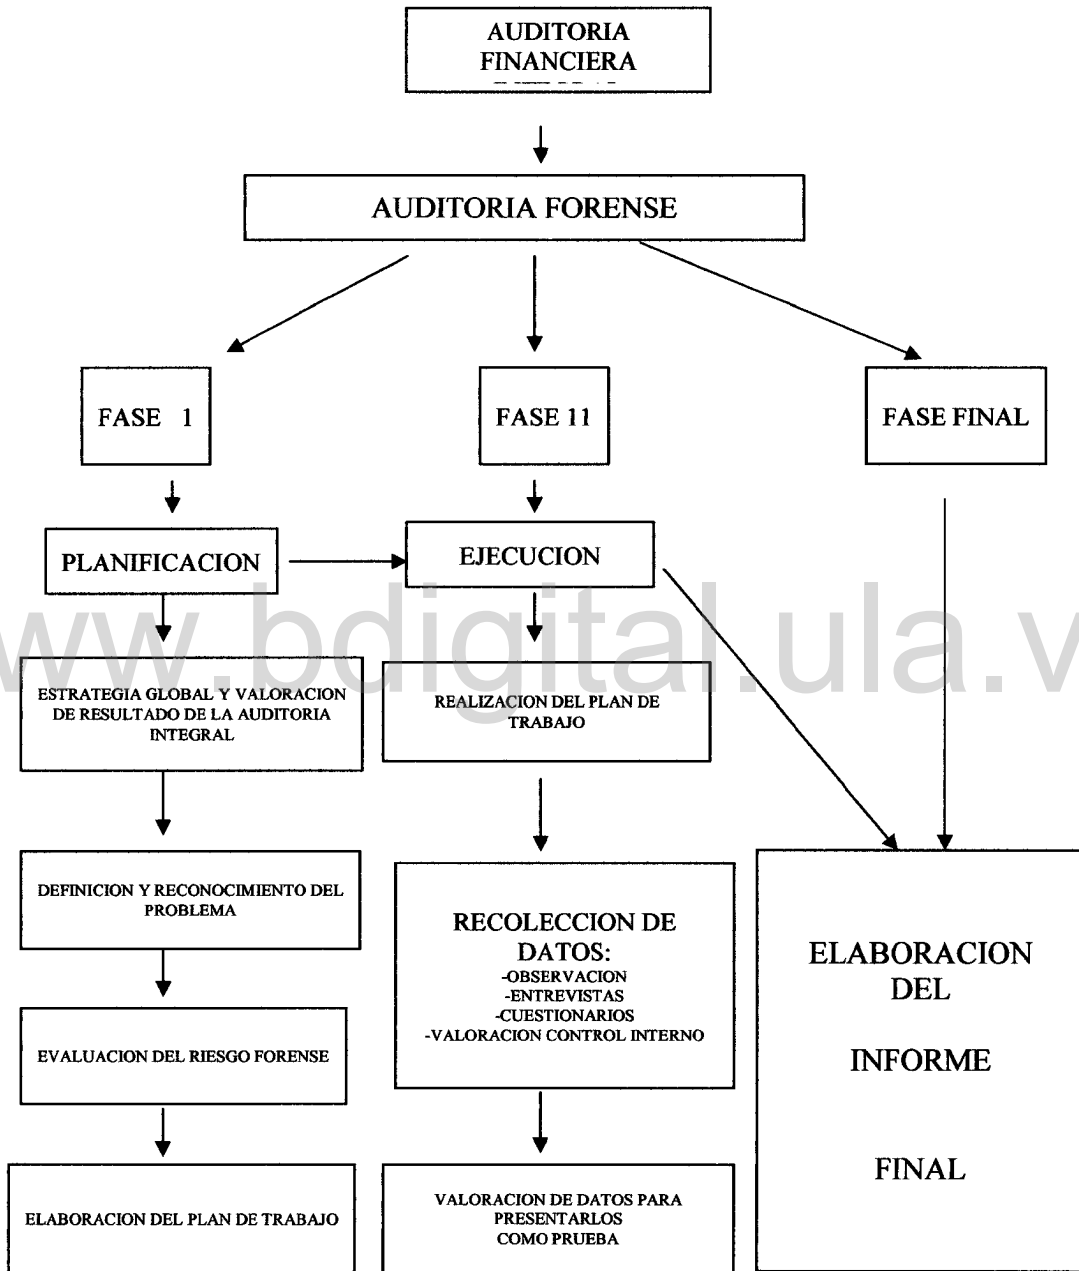 AUDITORIA
FINANCIERA
AUDITORIA FORENSE
FASE 1
FASE 11
FASE FINAL
PLANIFICACION
EJECUCION
www.bdigital.ula.v
ESTRATEGIA GLOBAL Y VALORACION
DE RESULTADO DE LA AUDITORIA
INTEGRAL
REALIZACION DEL PLAN DE
TRABAJO
DEFINICION Y RECONOCIMIENTO DEL
PROBLEMA
RECOLECCION DE
DATOS:
-OBSERVACION
-ENTREVISTAS
-CUESTIONARIOS
-VALORACION CONTROL INTERNO
ELABORACION
DEL
INFORME
FINAL
EVALUACION DEL RIESGO FORENSE
ELABORACION DEL PLAN DE TRABAJO
VALORACION DE DATOS PARA
PRESENTARLOS
COMO PRUEBA